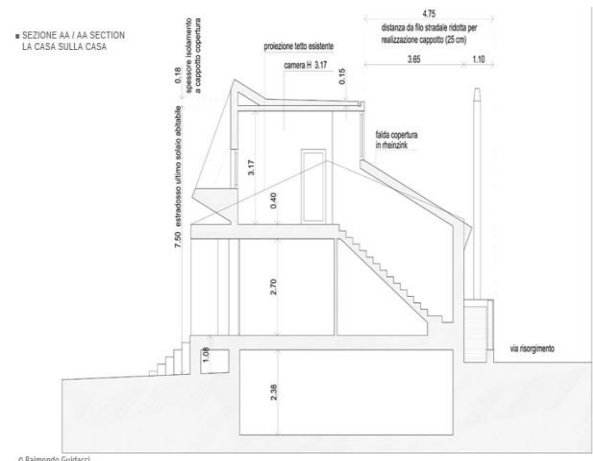 SEZIONE AA / AA SECTION
LA CASA SULLA CASA
4.75
distanza da filo stradale ridotta per
realizzazione cappotto (25 cm)
3.65
1.10
proiezione tetto esistente
camera H 3.17
0.18
spessore isolamento
a cappotto copertura
0.15
falda copertura
in rheinzink
7.50 estradosso ultimo solaio abitabile
3.17
0.40
2.70
1.08
2.38
via risorgimento
© Raimondo Guidacci